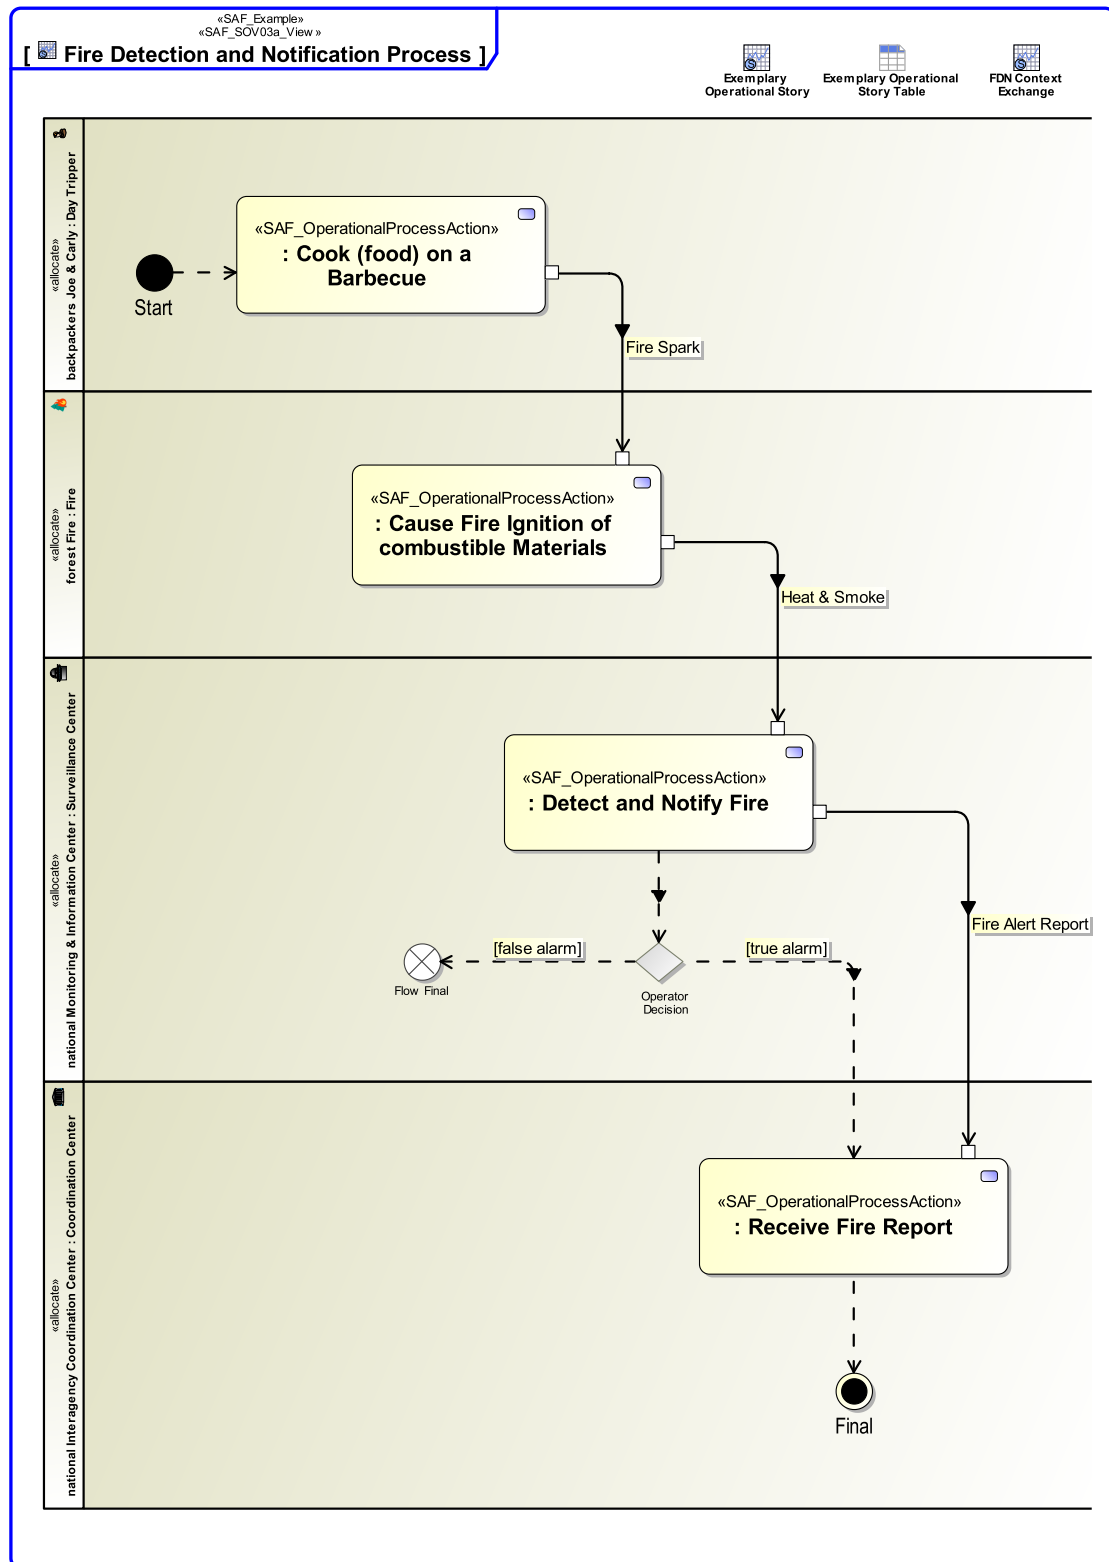 «SAF_Example»
«SAF_SOV03a_View »
[ Fire Detection and Notification Process ]
Exemplary
Operational Story
Exemplary Operational
Story Table
FDN Context
Exchange
«allocate»
backpackers Joe & Carly : Day Tripper
Start
«SAF_OperationalProcessAction»
: Cook (food) on a
Barbecue
Fire Spark
«allocate»
forest Fire : Fire
«SAF_OperationalProcessAction»
: Cause Fire Ignition of
combustible Materials
Heat & Smoke
«allocate»
national Monitoring & Information Center : Surveillance Center
«SAF_OperationalProcessAction»
: Detect and Notify Fire
Fire Alert Report
[false alarm]
[true alarm]
Flow Final
Operator
Decision
«allocate»
national Interagency Coordination Center : Coordination Center
«SAF_OperationalProcessAction»
: Receive Fire Report
Final